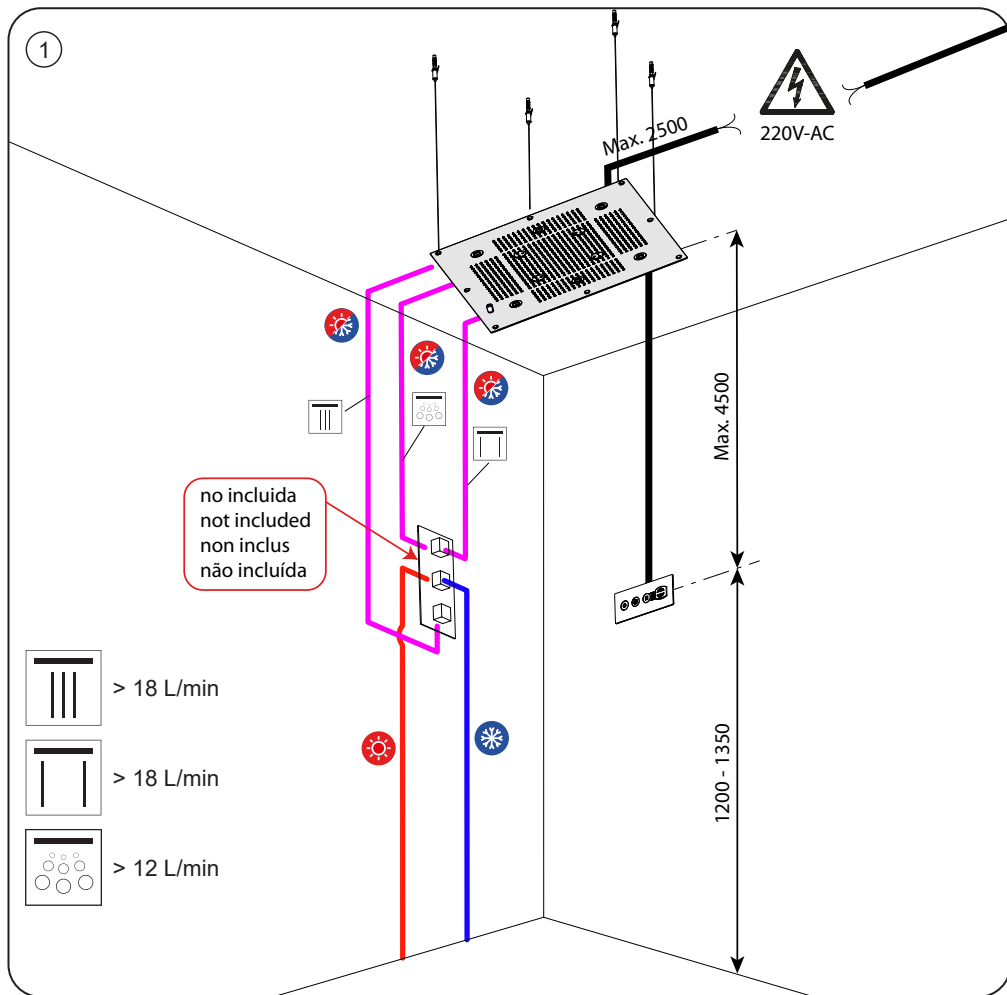 1
Max. 2500
220V-AC
Max. 4500
no incluida
not included
non inclus
não incluída
> 18 L/min
> 18 L/min
> 12 L/min
1200 - 1350